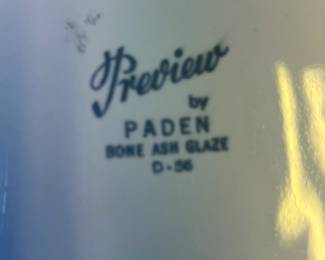 Preview
by
PADEN
BONE ASH GLAZE
D-56